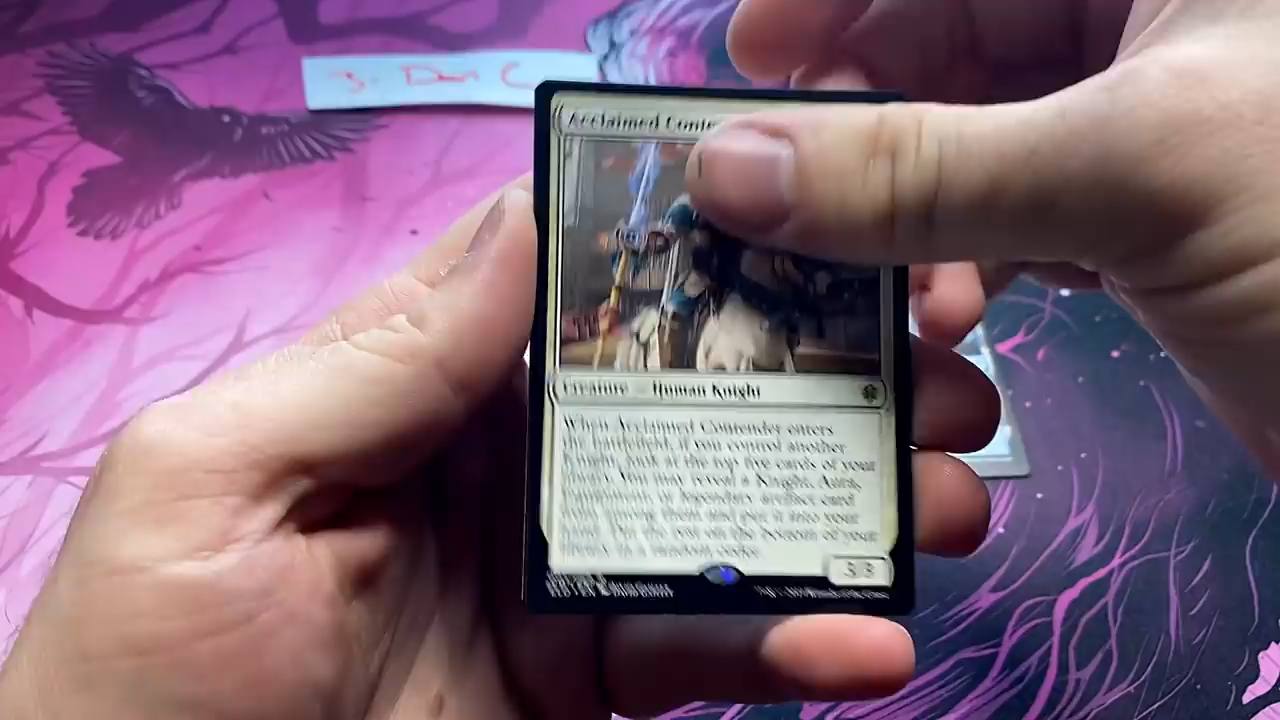 3. Dan C
Acclaimed Conte
Creature Human Knight
When Acclaimed Contender enters
the battlefield, if you control another
Knight, look at the top five cards of your
library. You may reveal a Knight, Aura,
Equipment, or legendary artifact card
from among them and put it into your
hand. Put the rest on the bottom of your
library in a random order.
3/3